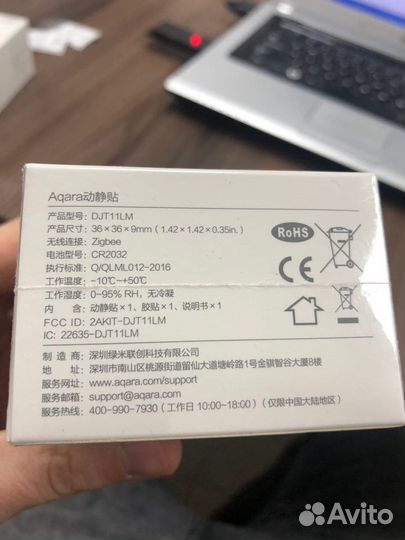 Aqara动静贴
产品型号: DJT11LM
产品尺寸: 36×36×9mm (1.42×1.42×0.35in.)
无线连接: Zigbee
电池型号: CR2032
执行标准: Q/QLML012-2016
工作温度: -10℃~+50℃
工作湿度: 0~95% RH, 无冷凝
内 含: 动静贴×1、胶贴×1、说明书×1
FCC ID: 2AKIT-DJT11LM
IC: 22635-DJT11LM
RoHS
CE
制 造 商: 深圳绿米联创科技有限公司
地 址: 深圳市南山区桃源街道留仙大道塘岭路1号金骐智谷大厦8楼
服务网站: www.aqara.com/support
服务邮箱: support@aqara.com
服务热线: 400-990-7930 (工作日 10:00-18:00) (仅限中国大陆地区)
Avito